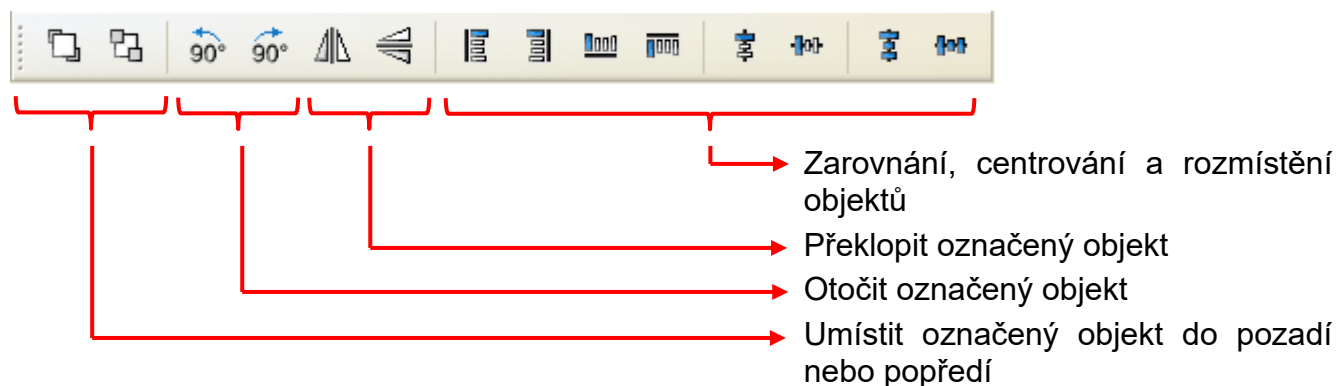 90° 90°
Zarovnání, centrování a rozmístění
objektů
Překlopit označený objekt
Otočit označený objekt
Umístit označený objekt do pozadí
nebo popředí